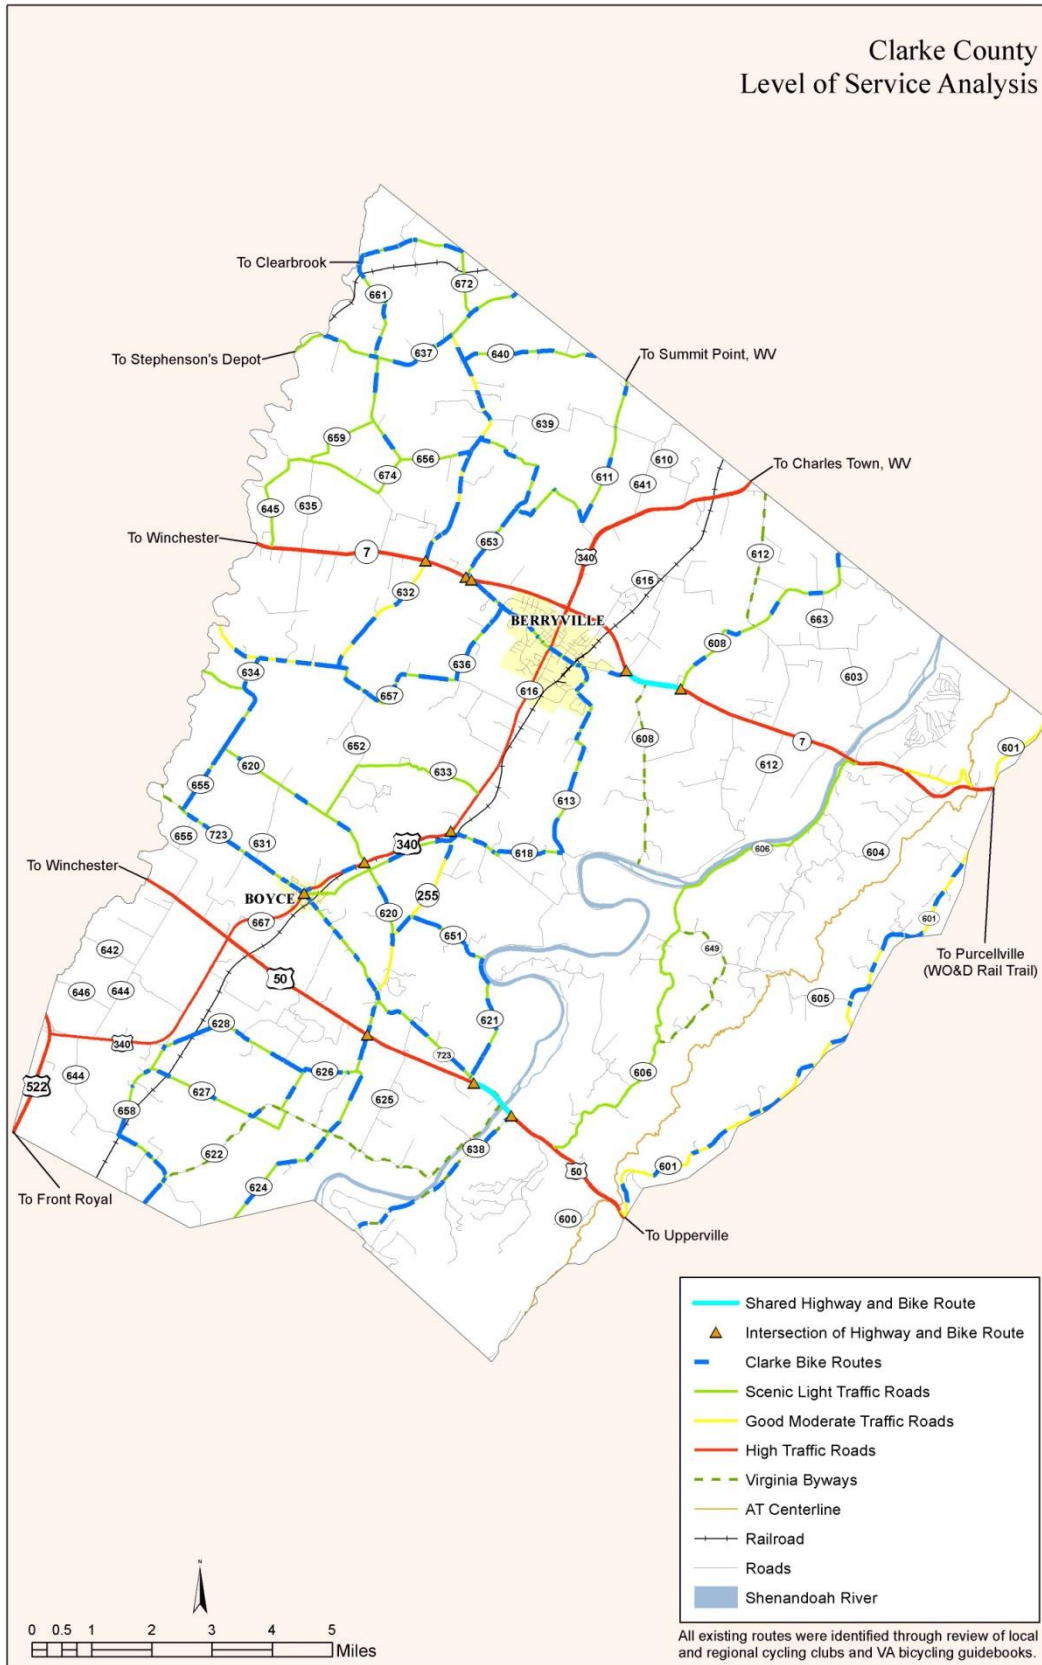 Clarke County
Level of Service Analysis
To Clearbrook
672
661
To Stephenson's Depot
637
640
To Summit Point, WV
639
659
656
610
To Charles Town, WV
674
611
641
645
635
To Winchester
653
7
340
612
632
615
663
BERRYVILLE
608
634
636
603
657
616
608
7
601
652
612
620
633
655
613
655
723
631
340
618
606
604
To Winchester
BOYCE
255
667
620
601
642
651
649
To Purcellville
(WO&D Rail Trail)
50
646
644
605
628
621
340
723
606
644
626
522
627
625
658
638
622
601
50
624
To Front Royal
600
To Upperville
Shared Highway and Bike Route
Intersection of Highway and Bike Route
Clarke Bike Routes
Scenic Light Traffic Roads
Good Moderate Traffic Roads
High Traffic Roads
Virginia Byways
AT Centerline
Railroad
Roads
Shenandoah River
N
0 0.5 1 2 3 4 5
Miles
All existing routes were identified through review of local
and regional cycling clubs and VA bicycling guidebooks.